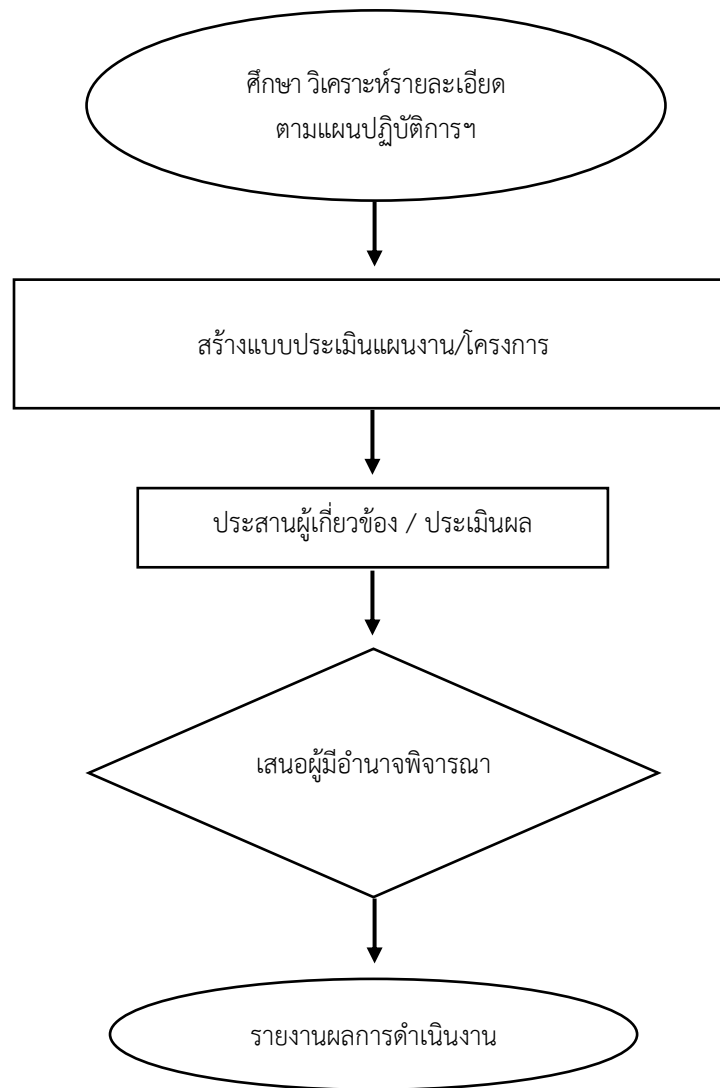 ศึกษา วิเคราะห์รายละเอียด
ตามแผนปฏิบัติการฯ
สร้างแบบประเมินแผนงาน/โครงการ
ประสานผู้เกี่ยวข้อง / ประเมินผล
เสนอผู้มีอำนาจพิจารณา
รายงานผลการดำเนินงาน